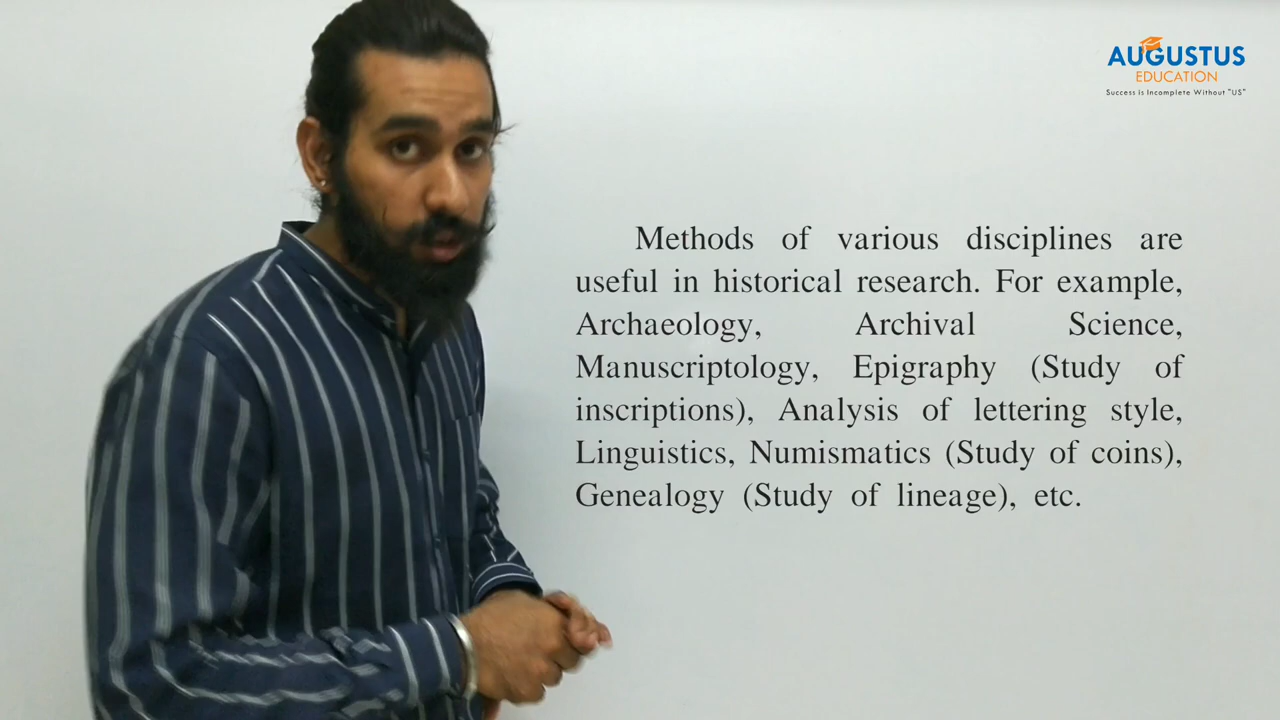 AUGUSTUS
EDUCATION
Success is Incomplete Without "US"
Methods of various disciplines are
useful in historical research. For example,
Archaeology, Archival Science,
Manuscriptology, Epigraphy (Study of
inscriptions), Analysis of lettering style,
Linguistics, Numismatics (Study of coins),
Genealogy (Study of lineage), etc.